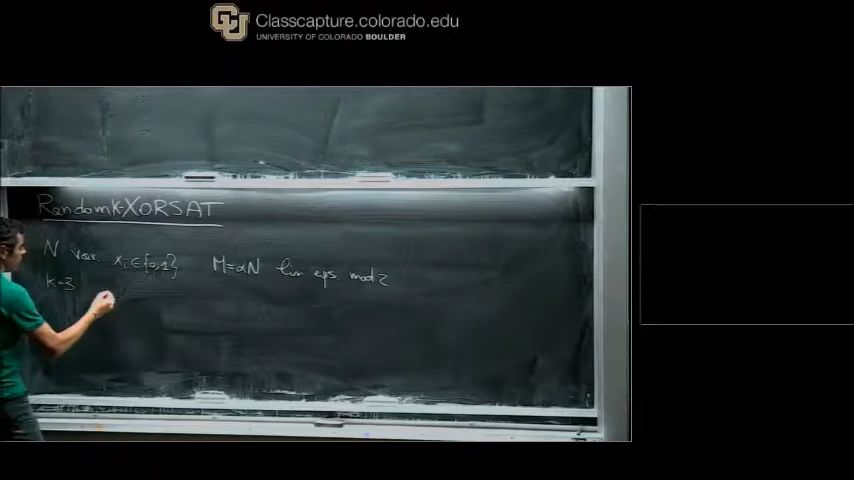 Classcapture.colorado.edu
UNIVERSITY OF COLORADO BOULDER
Random k-XORSAT
N var. xᵢ∈{0,1} M=αN lin eqs. mod 2
k=3